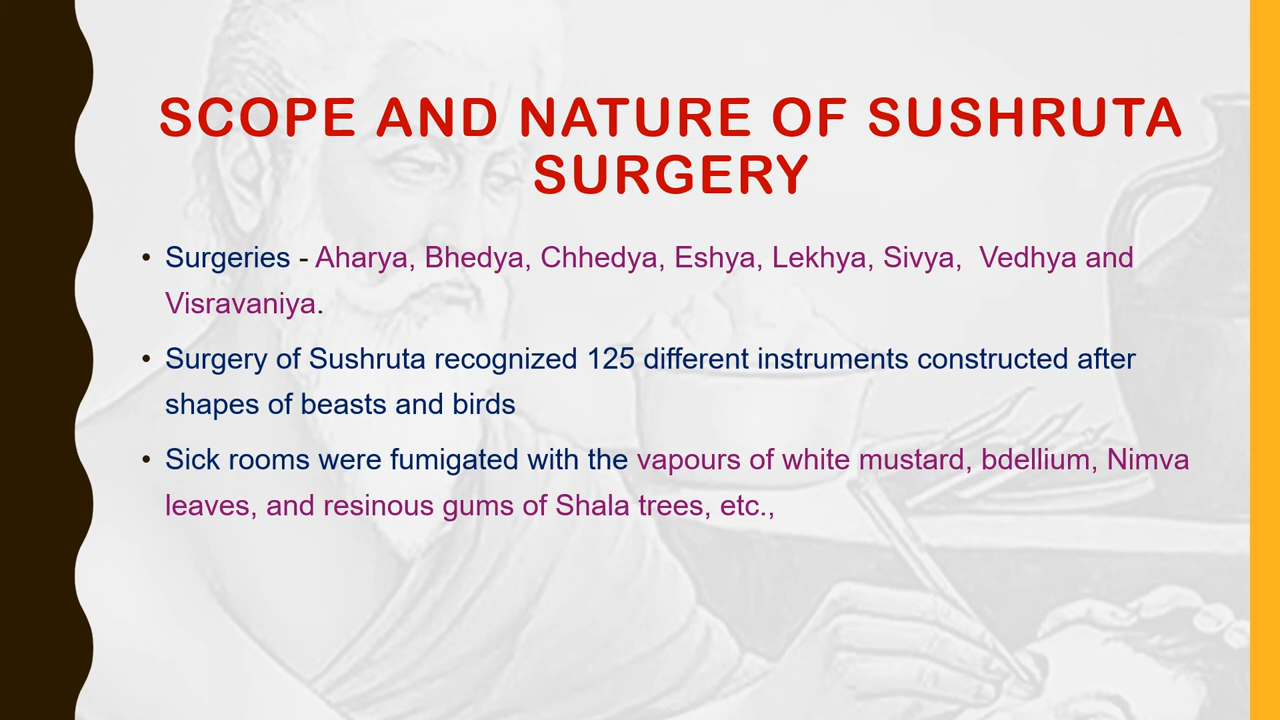 SCOPE AND NATURE OF SUSHRUTA
SURGERY
• Surgeries - Aharya, Bhedya, Chhedya, Eshya, Lekhya, Sivya,  Vedhya and
Visravaniya.
• Surgery of Sushruta recognized 125 different instruments constructed after
shapes of beasts and birds
• Sick rooms were fumigated with the vapours of white mustard, bdellium, Nimva
leaves, and resinous gums of Shala trees, etc.,